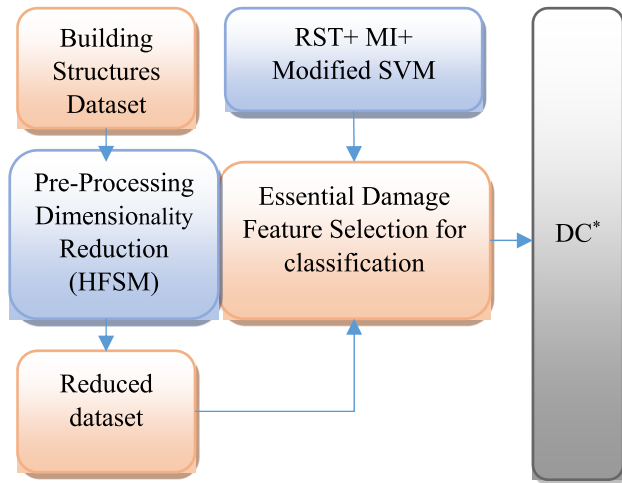 Building
Structures
Dataset
RST+ MI+
Modified SVM
Pre-Processing
Dimensionality
Reduction
(HFSM)
Essential Damage
Feature Selection for
classification
DC*
Reduced
dataset